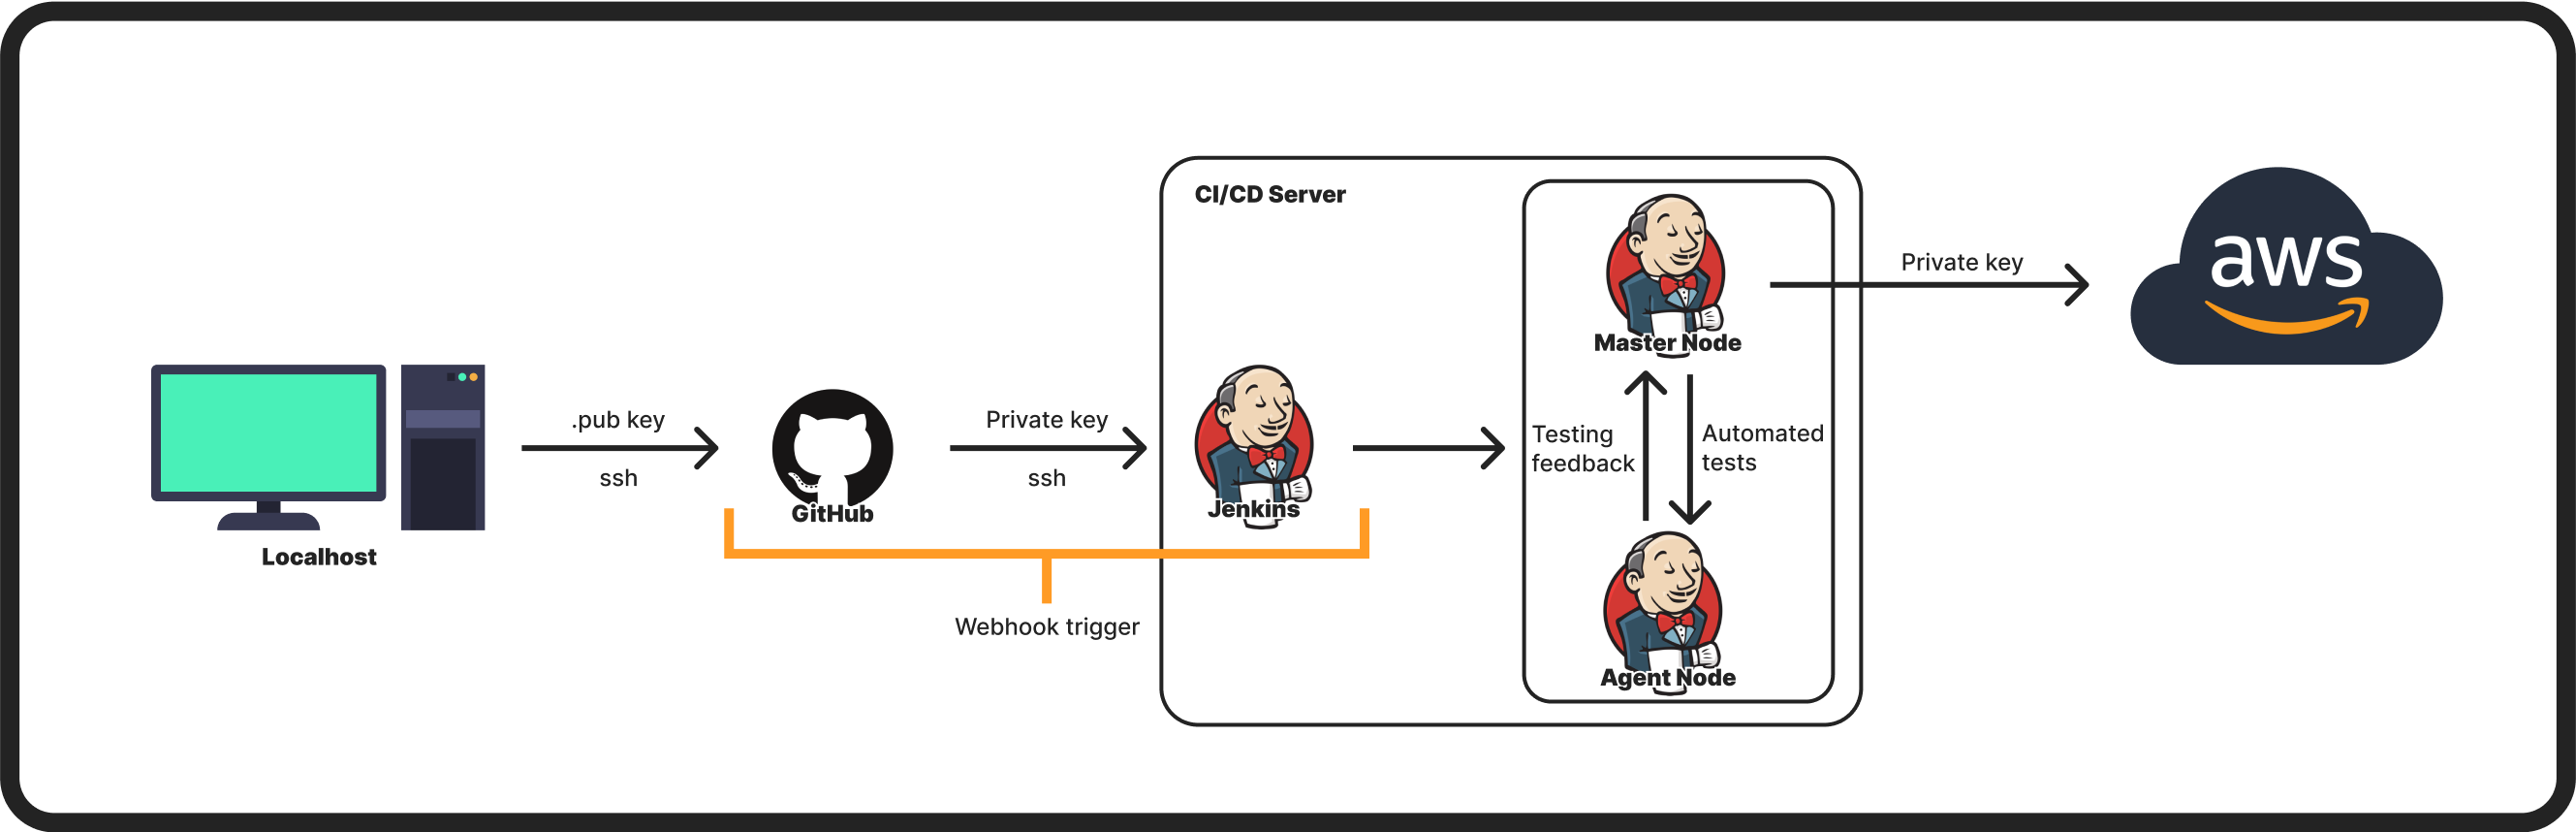 CI/CD Server
Master Node
Private key
aws
.pub key
ssh
Private key
ssh
Testing
feedback
Automated
tests
GitHub
Jenkins
Localhost
Webhook trigger
Agent Node